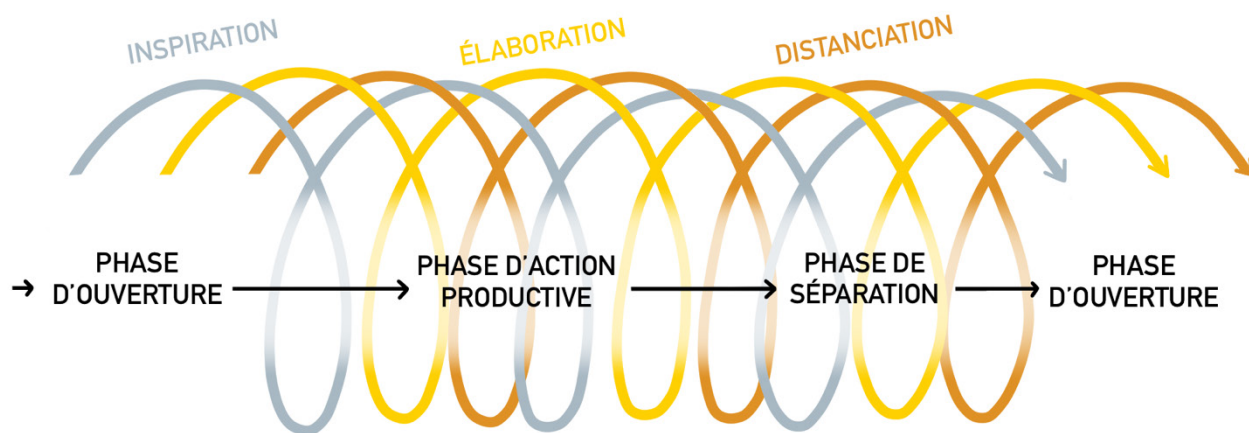 INSPIRATION
ÉLABORATION
DISTANCIATION
PHASE
D'OUVERTURE
PHASE D'ACTION
PRODUCTIVE
PHASE DE
SÉPARATION
PHASE
D'OUVERTURE